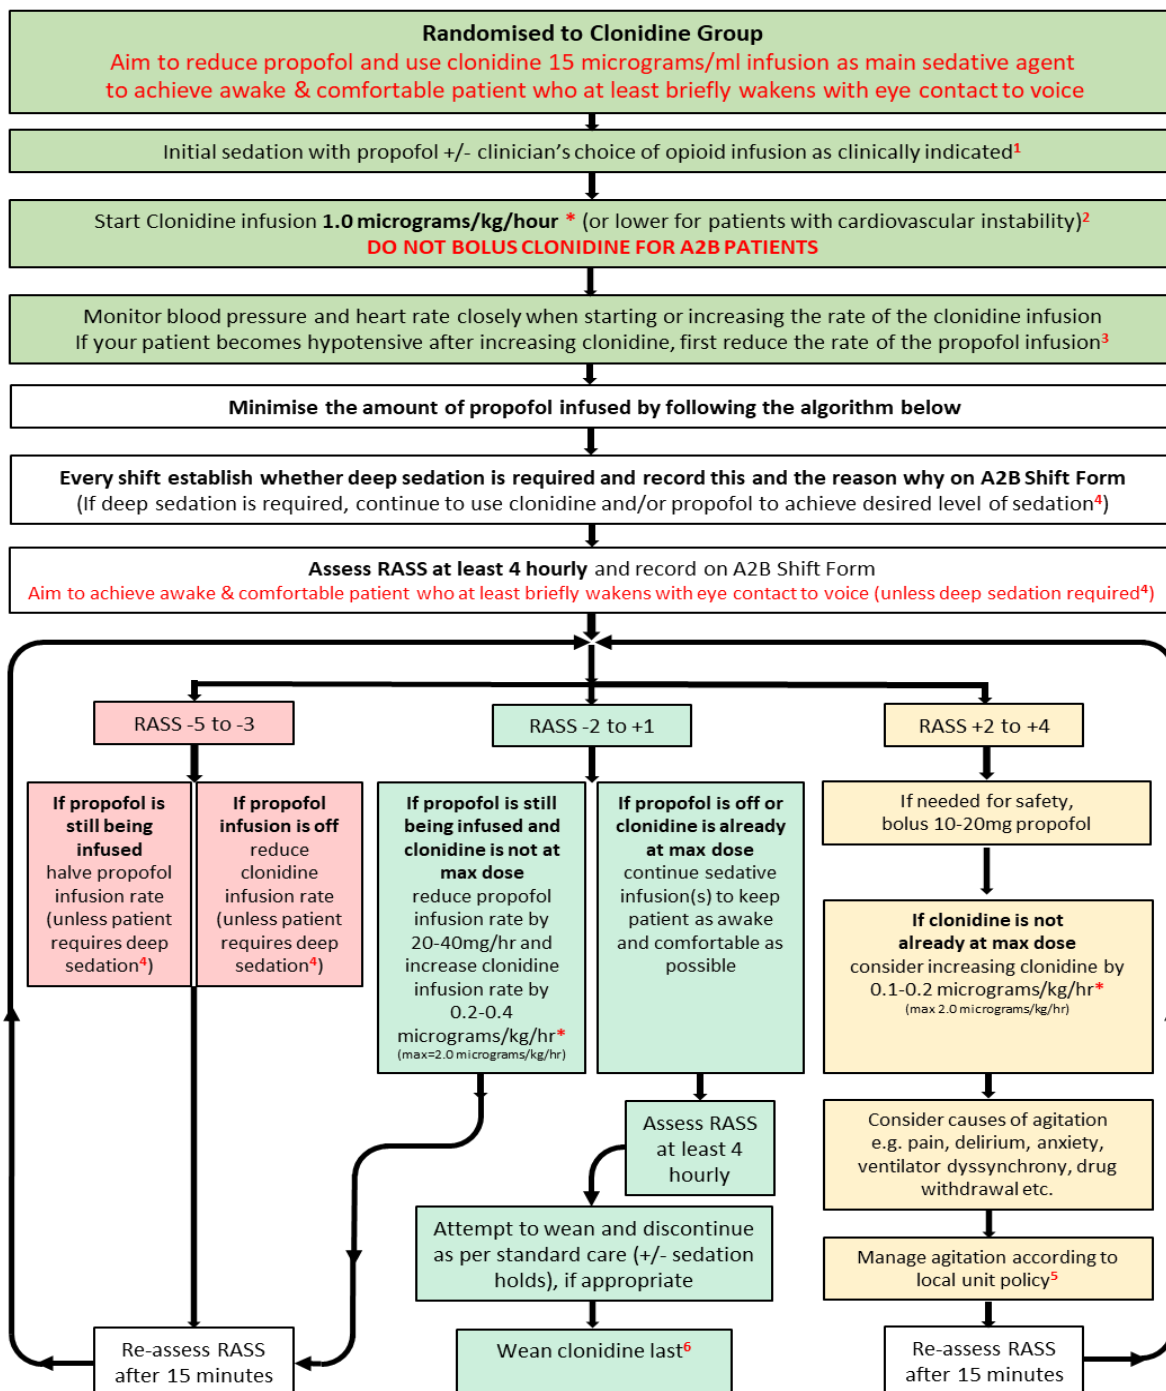 Randomised to Clonidine Group
Aim to reduce propofol and use clonidine 15 micrograms/ml infusion as main sedative agent
to achieve awake & comfortable patient who at least briefly wakens with eye contact to voice
Initial sedation with propofol +/- clinician's choice of opioid infusion as clinically indicated1
Start Clonidine infusion 1.0 micrograms/kg/hour * (or lower for patients with cardiovascular instability)2
DO NOT BOLUS CLONIDINE FOR A2B PATIENTS
Monitor blood pressure and heart rate closely when starting or increasing the rate of the clonidine infusion
If your patient becomes hypotensive after increasing clonidine, first reduce the rate of the propofol infusion3
Minimise the amount of propofol infused by following the algorithm below
Every shift establish whether deep sedation is required and record this and the reason why on A2B Shift Form
(If deep sedation is required, continue to use clonidine and/or propofol to achieve desired level of sedation4)
Assess RASS at least 4 hourly and record on A2B Shift Form
Aim to achieve awake & comfortable patient who at least briefly wakens with eye contact to voice (unless deep sedation required4)
RASS -5 to -3
If propofol is
still being
infused
halve propofol
infusion rate
(unless patient
requires deep
sedation4)
If propofol
infusion is off
reduce
clonidine
infusion rate
(unless patient
requires deep
sedation4)
RASS -2 to +1
If propofol is still
being infused and
clonidine is not at
max dose
reduce propofol
infusion rate by
20-40mg/hr and
increase clonidine
infusion rate by
0.2-0.4
micrograms/kg/hr*
(max=2.0 micrograms/kg/hr)
If propofol is off or
clonidine is already
at max dose
continue sedative
infusion(s) to keep
patient as awake
and comfortable as
possible
Assess RASS
at least 4
hourly
Attempt to wean and discontinue
as per standard care (+/- sedation
holds), if appropriate
Wean clonidine last6
RASS +2 to +4
If needed for safety,
bolus 10-20mg propofol
If clonidine is not
already at max dose
consider increasing clonidine by
0.1-0.2 micrograms/kg/hr*
(max 2.0 micrograms/kg/hr)
Consider causes of agitation
e.g. pain, delirium, anxiety,
ventilator dyssynchrony, drug
withdrawal etc.
Manage agitation according to
local unit policy5
Re-assess RASS
after 15 minutes
Re-assess RASS
after 15 minutes